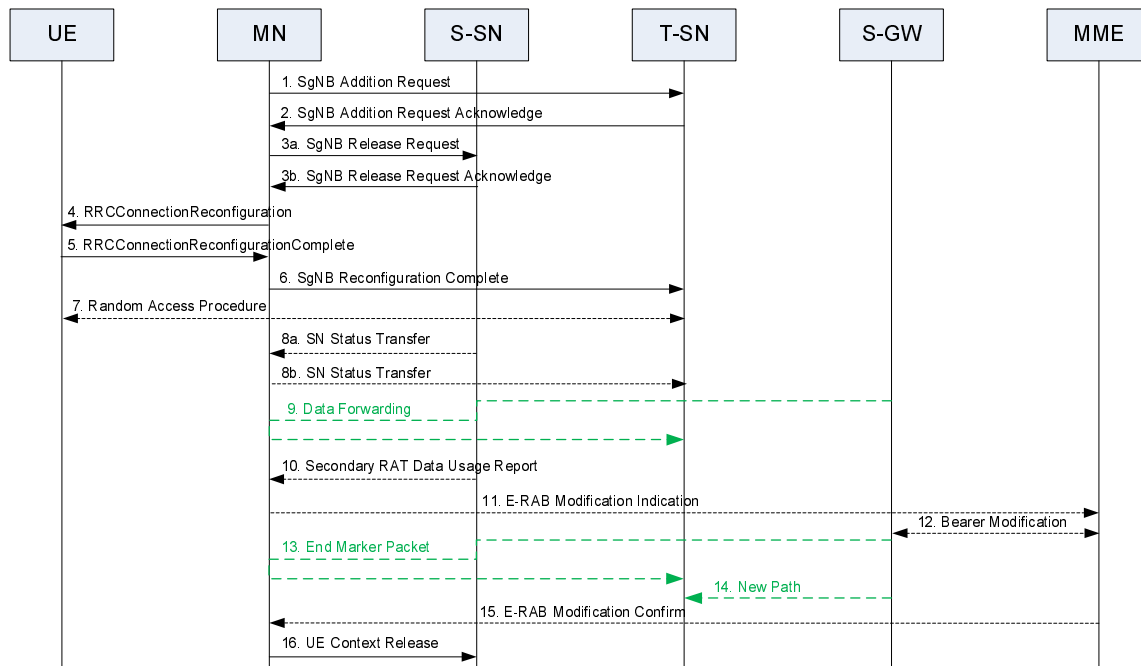 UE
MN
S-SN
T-SN
S-GW
MME
1. SgNB Addition Request
2. SgNB Addition Request Acknowledge
3a. SgNB Release Request
3b. SgNB Release Request Acknowledge
4. RRCConnectionReconfiguration
5. RRCConnectionReconfigurationComplete
6. SgNB Reconfiguration Complete
7. Random Access Procedure
8a. SN Status Transfer
8b. SN Status Transfer
9. Data Forwarding
10. Secondary RAT Data Usage Report
11. E-RAB Modification Indication
12. Bearer Modification
13. End Marker Packet
14. New Path
15. E-RAB Modification Confirm
16. UE Context Release